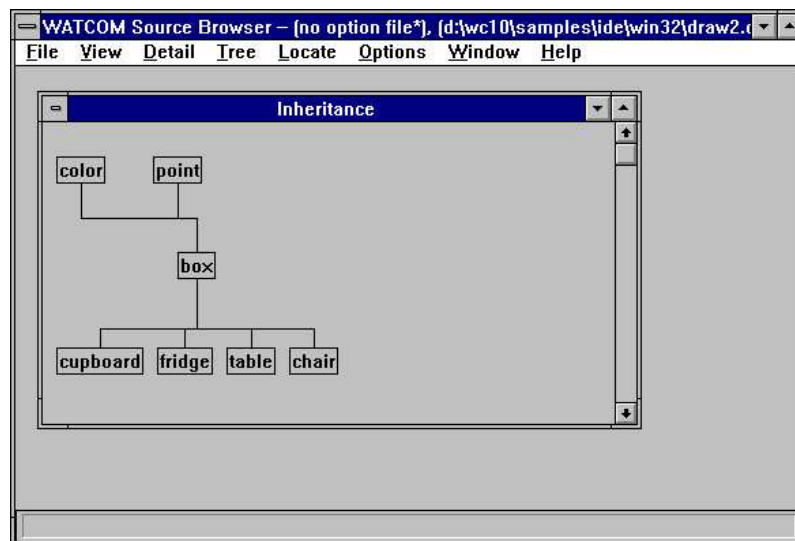 WATCOM Source Browser – (no option file*), (d:\wc10\samples\ide\win32\draw2.
File View Detail Tree Locate Options Window Help
Inheritance
color point
box
cupboard fridge table chair